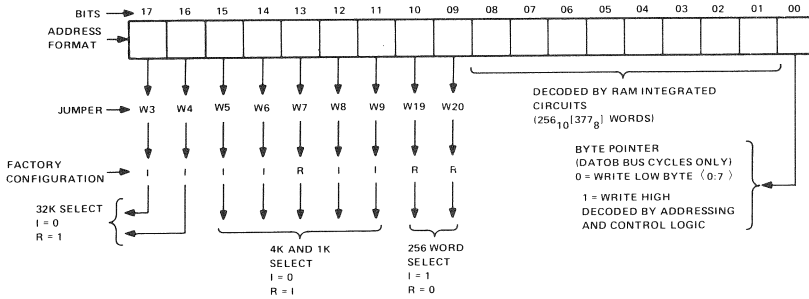 BITS 17 16 15 14 13 12 11 10 09 08 07 06 05 04 03 02 01 00
ADDRESS
FORMAT
JUMPER W3 W4 W5 W6 W7 W8 W9 W19 W20
DECODED BY RAM INTEGRATED
CIRCUITS
(256₁₀[377₈] WORDS)
FACTORY
CONFIGURATION I I I I R I I R R
BYTE POINTER
(DATOB BUS CYCLES ONLY)
0 = WRITE LOW BYTE ⟨0:7⟩
1 = WRITE HIGH
DECODED BY ADDRESSING
AND CONTROL LOGIC
32K SELECT
I = 0
R = 1
4K AND 1K
SELECT
I = 0
R = I
256 WORD
SELECT
I = 1
R = 0